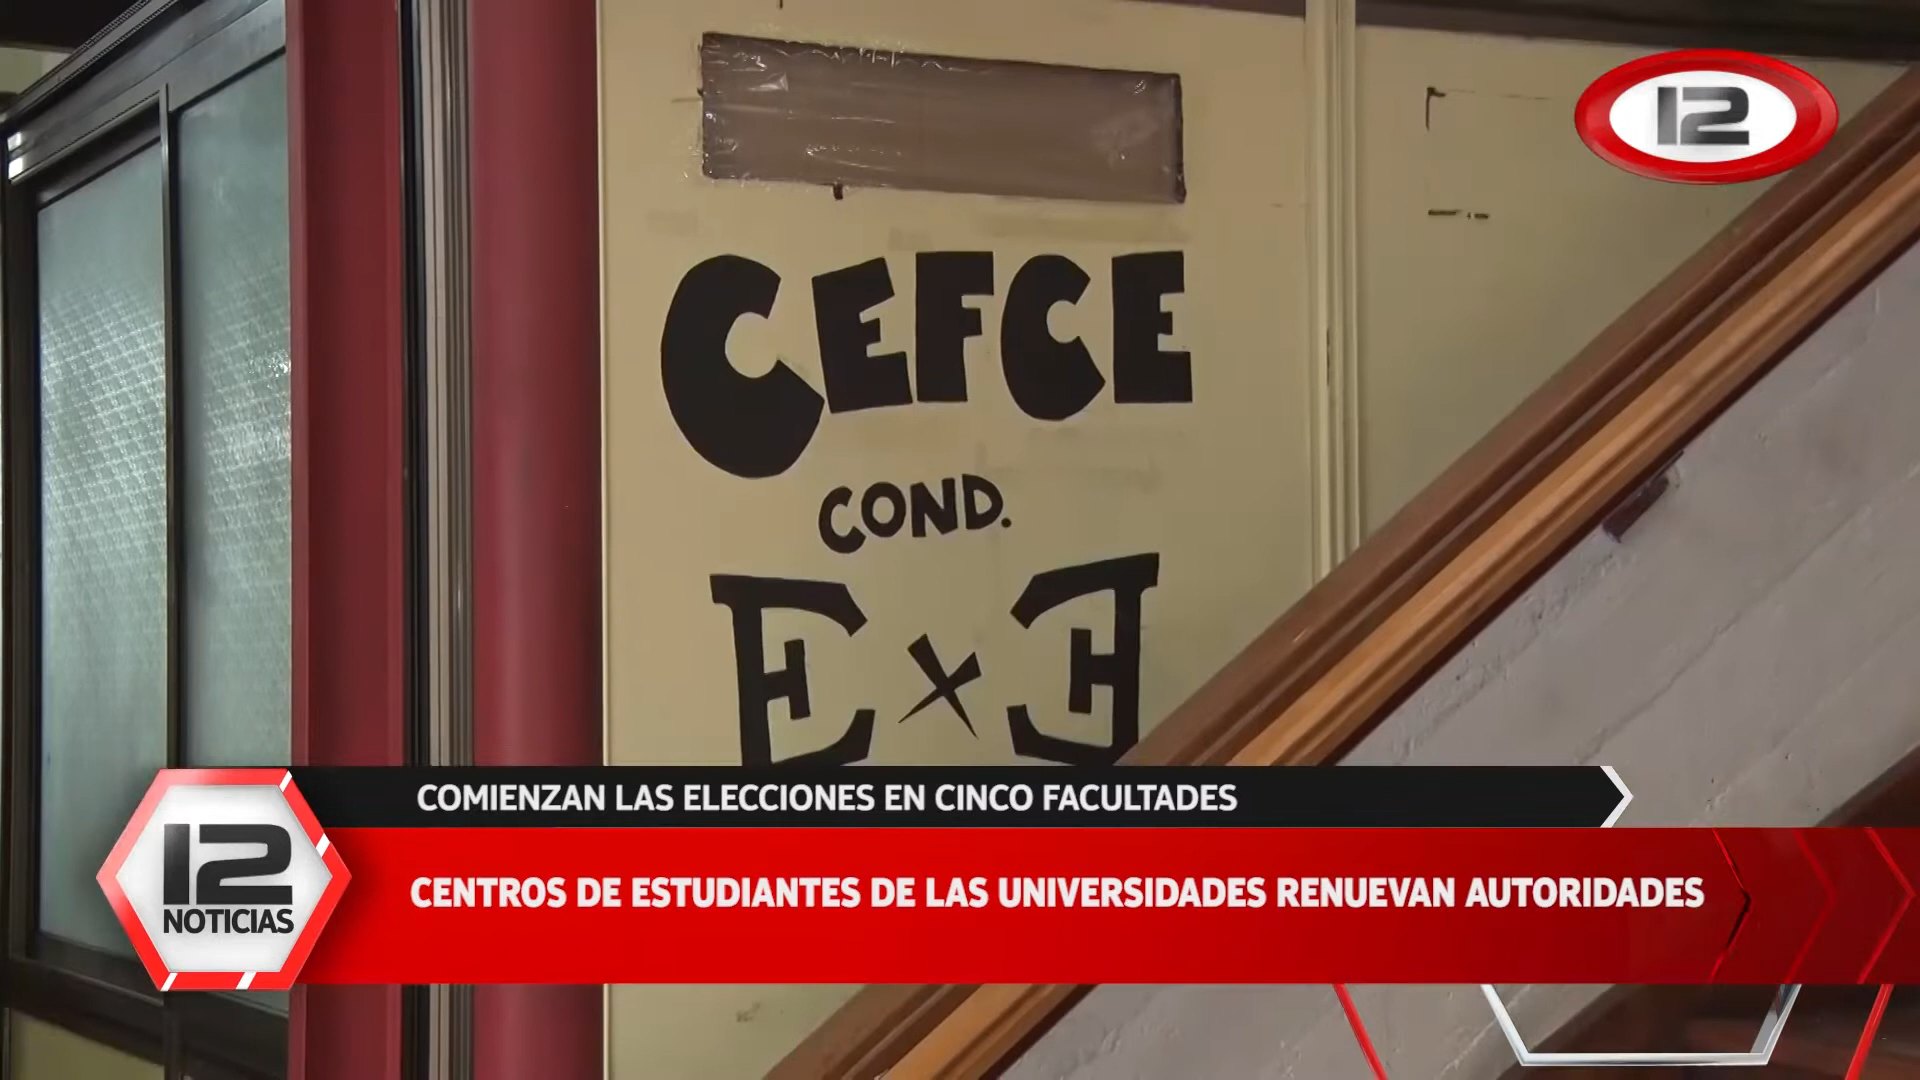 12
CEFCE
COND.
E x E
COMIENZAN LAS ELECCIONES EN CINCO FACULTADES
12
NOTICIAS
CENTROS DE ESTUDIANTES DE LAS UNIVERSIDADES RENUEVAN AUTORIDADES